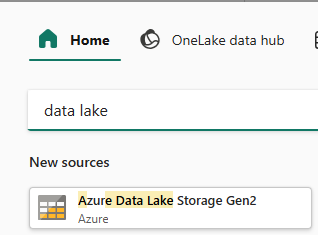 Home
OneLake data hub
data lake
New sources
Azure Data Lake Storage Gen2
Azure